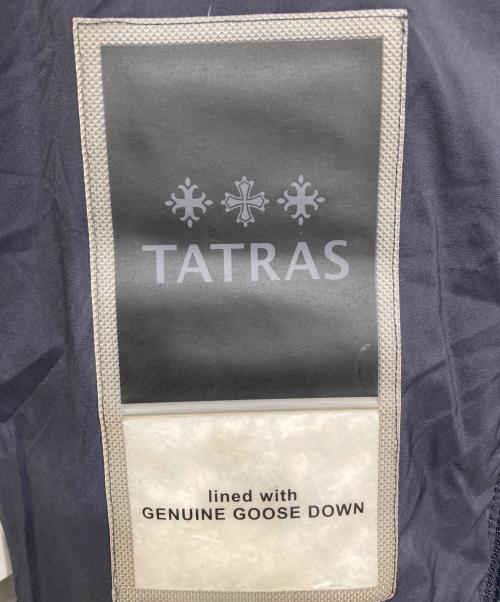 TATRAS
lined with
GENUINE GOOSE DOWN